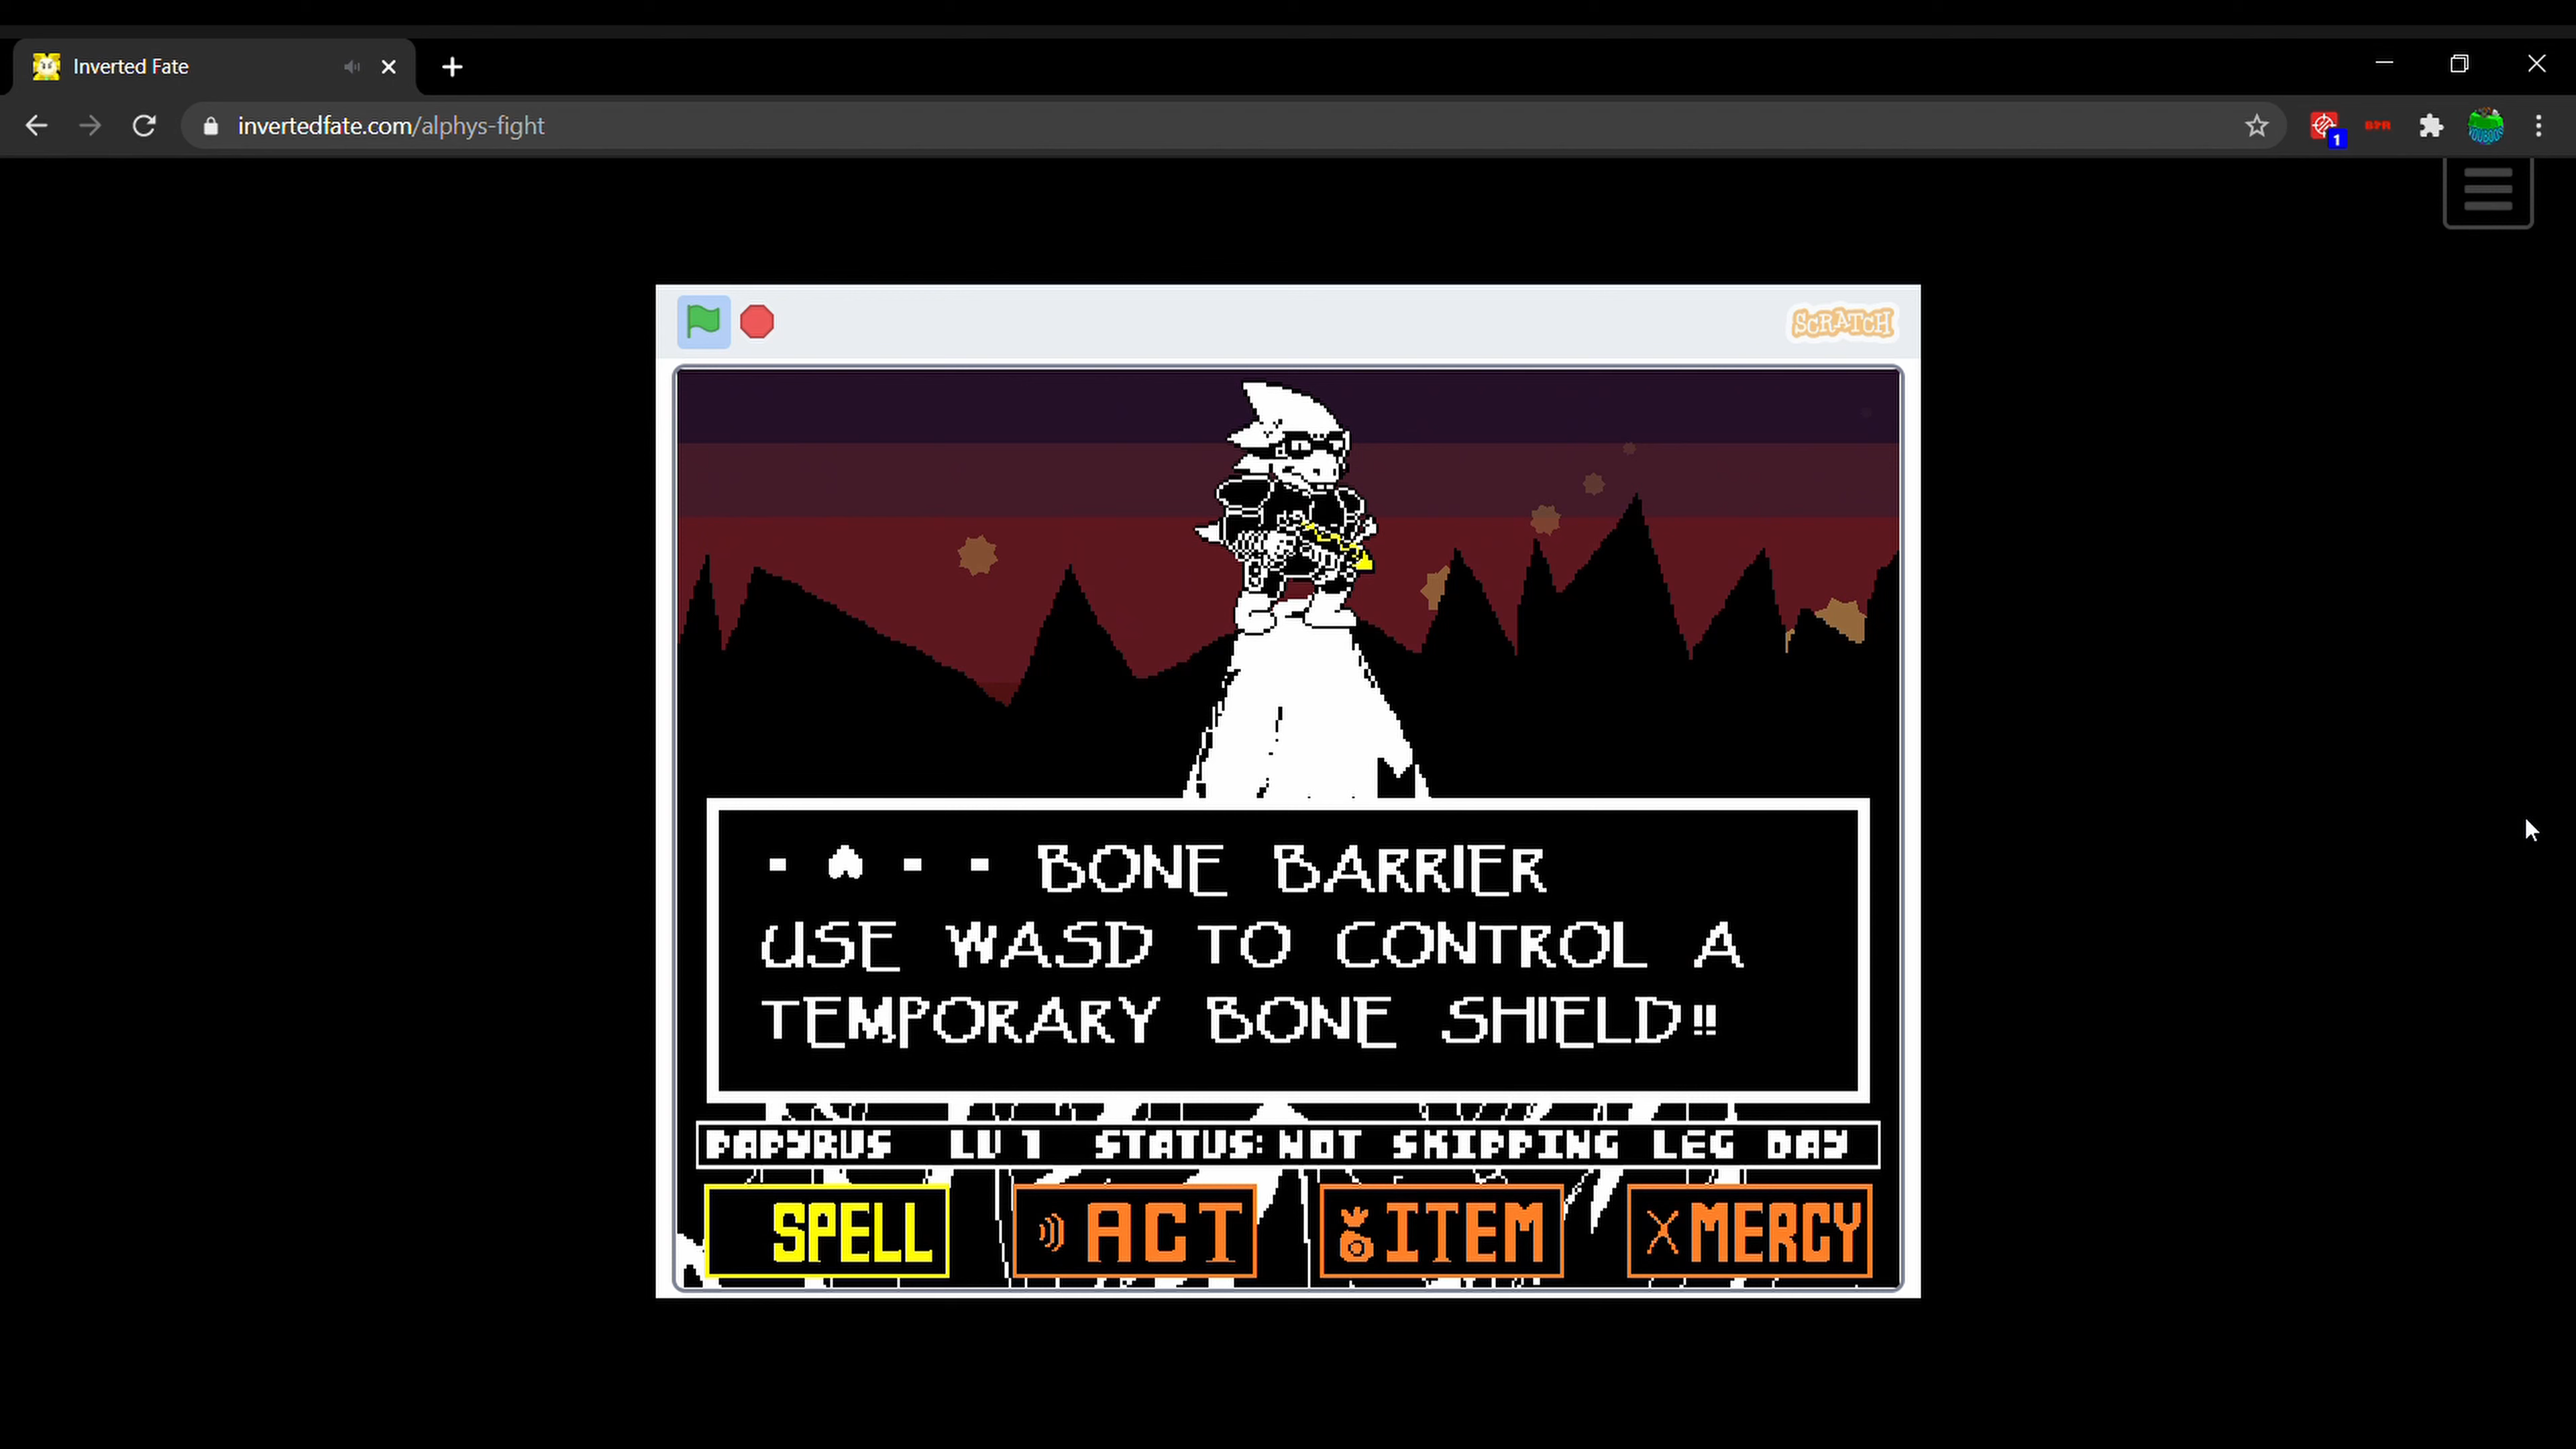 Inverted Fate
invertedfate.com/alphys-fight
1
SCRATCH
BONE BARRIER
USE WASD TO CONTROL A
TEMPORARY BONE SHIELD!!
PAPYRUS LV 1 STATUS: NOT SKIPPING LEG DAY
SPELL ACT ITEM MERCY